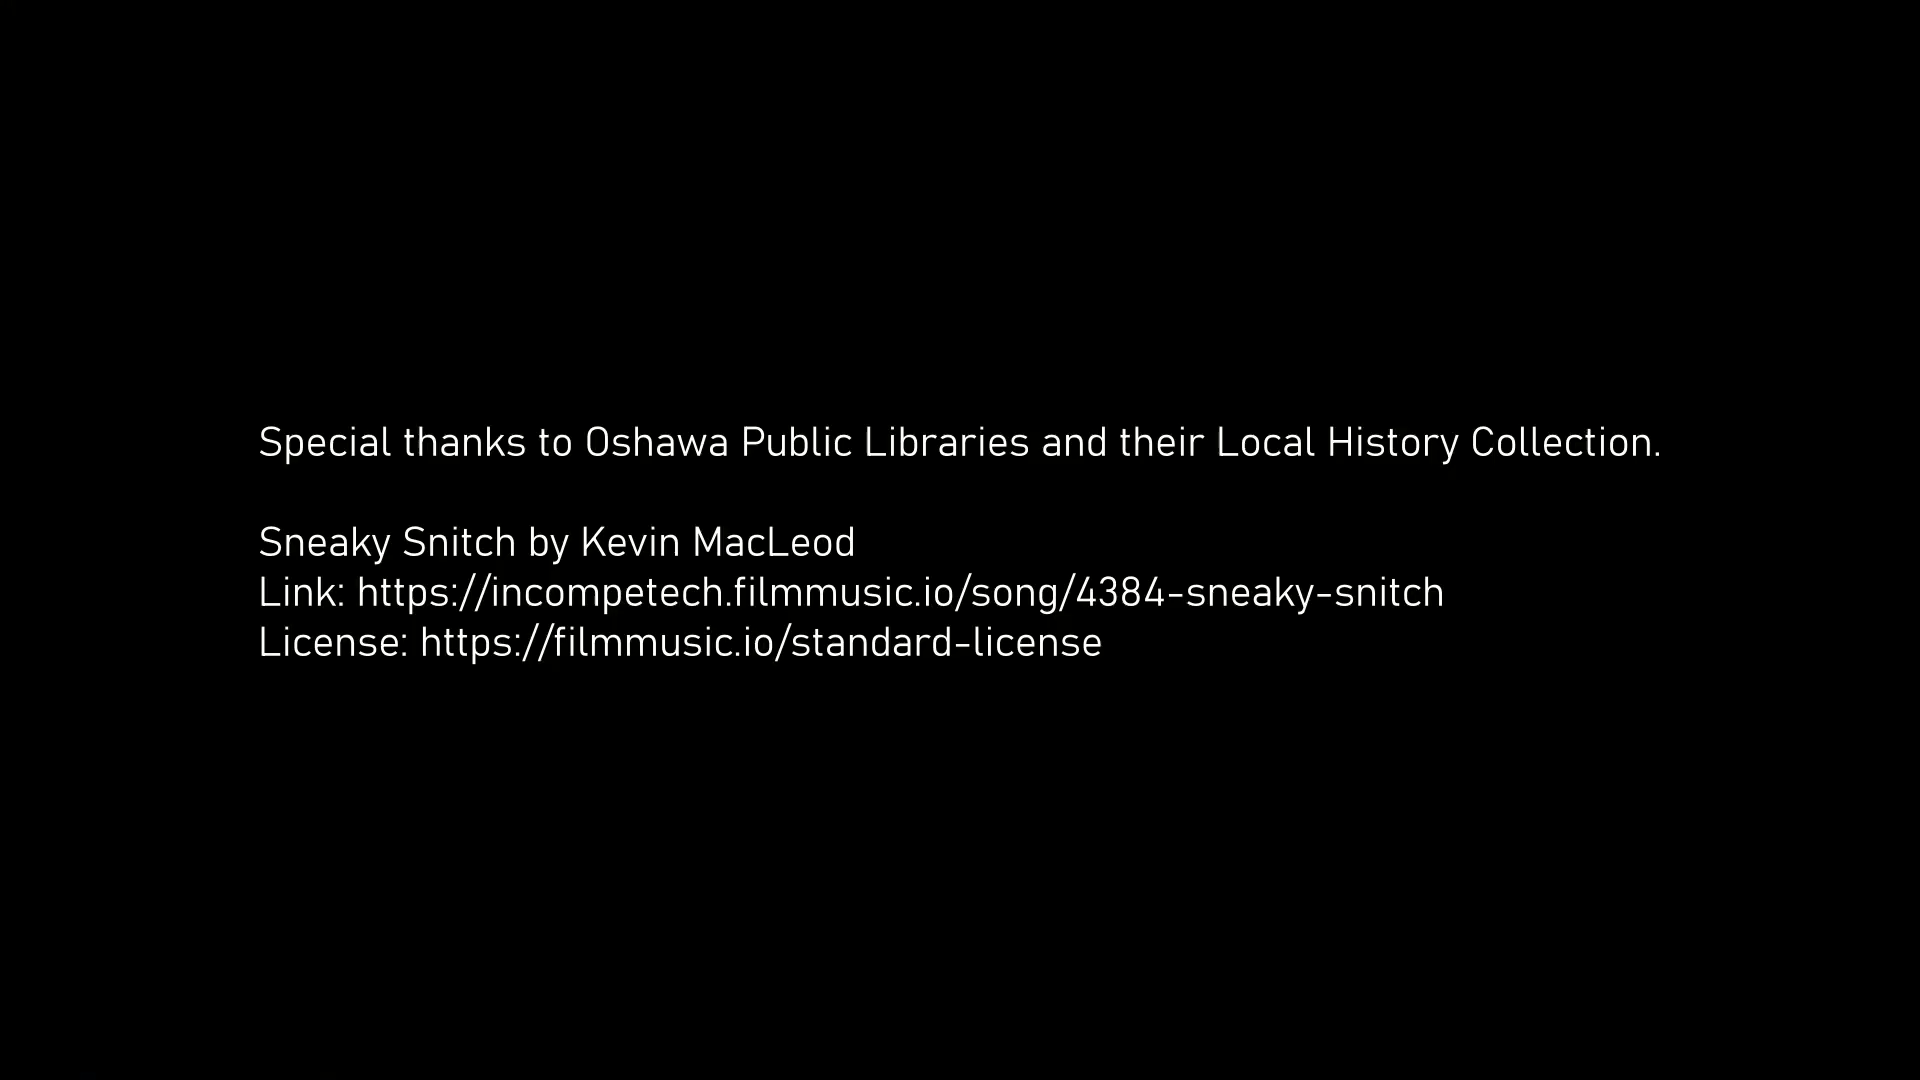 Special thanks to Oshawa Public Libraries and their Local History Collection.
Sneaky Snitch by Kevin MacLeod
Link: https://incompetech.filmmusic.io/song/4384-sneaky-snitch
License: https://filmmusic.io/standard-license